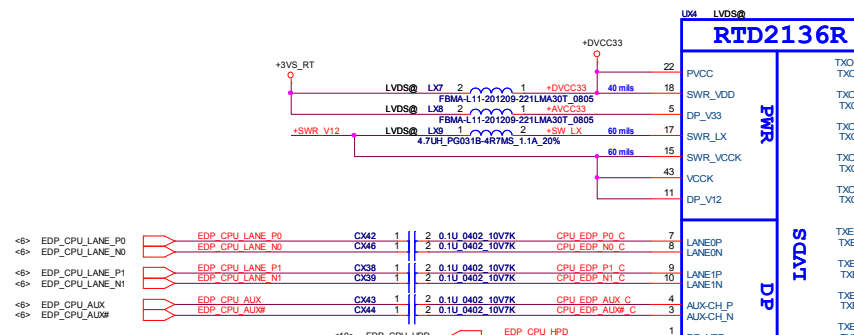 UX4 LVDS@
RTD2136R
+DVCC33
+3VS_RT
22 PVCC
LVDS@ LX7 2 1 +DVCC33 40 mils 18 SWR_VDD
FBMA-L11-201209-221LMA30T_0805
LVDS@ LX8 2 1 +AVCC33 5 DP_V33
FBMA-L11-201209-221LMA30T_0805
+SWR_V12 LVDS@ LX9 1 2 +SW_LX 60 mils 17 SWR_LX
4.7UH_PG031B-4R7MS_1.1A_20%
60 mils 15 SWR_VCCK
43 VCCK
11 DP_V12
PWR
LVDS
DP
<6> EDP_CPU_LANE_P0 EDP_CPU_LANE_P0 CX42 1 2 0.1U_0402_10V7K CPU_EDP_P0_C 7 LANE0P
<6> EDP_CPU_LANE_N0 EDP_CPU_LANE_N0 CX46 1 2 0.1U_0402_10V7K CPU_EDP_N0_C 8 LANE0N
<6> EDP_CPU_LANE_P1 EDP_CPU_LANE_P1 CX38 1 2 0.1U_0402_10V7K CPU_EDP_P1_C 9 LANE1P
<6> EDP_CPU_LANE_N1 EDP_CPU_LANE_N1 CX39 1 2 0.1U_0402_10V7K CPU_EDP_N1_C 10 LANE1N
<6> EDP_CPU_AUX EDP_CPU_AUX CX43 1 2 0.1U_0402_10V7K CPU_EDP_AUX_C 4 AUX-CH_P
<6> EDP_CPU_AUX# EDP_CPU_AUX# CX44 1 2 0.1U_0402_10V7K CPU_EDP_AUX#_C 3 AUX-CH_N
EDP_CPU_HPD 1